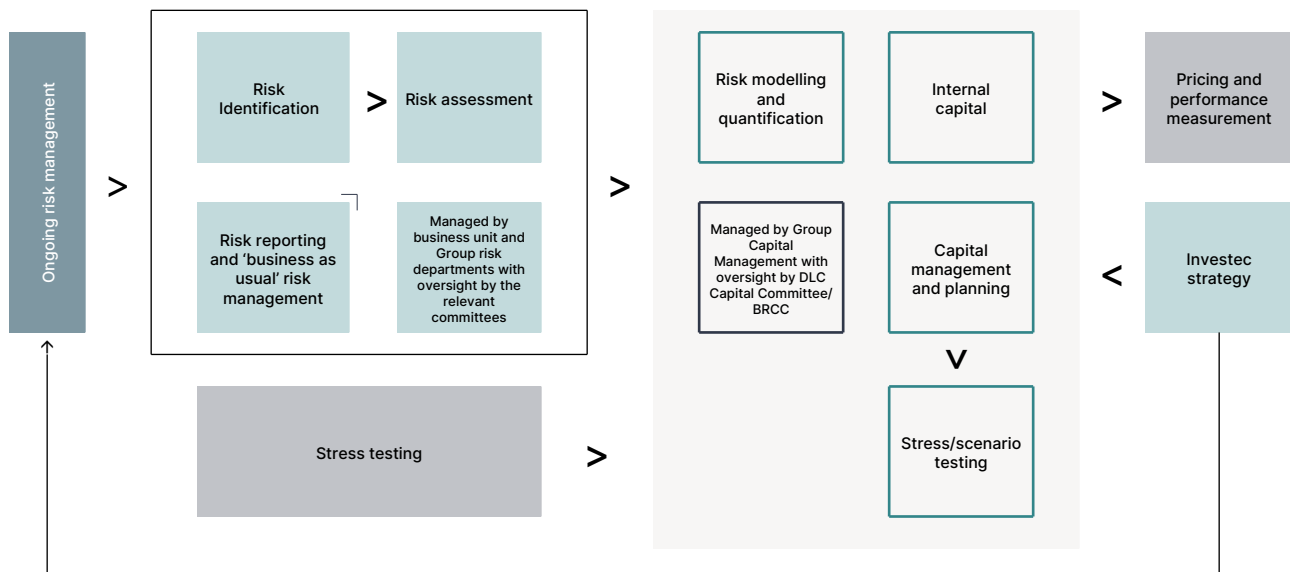 Ongoing risk management
Risk
Identification
>
Risk assessment
Risk modelling
and
quantification
Internal
capital
>
Pricing and
performance
measurement
>
>
Risk reporting
and ‘business as
usual’ risk
management
Managed by
business unit and
Group risk
departments with
oversight by the
relevant
committees
Managed by Group
Capital
Management with
oversight by DLC
Capital Committee/
BRCC
Capital
management
and planning
<
Investec
strategy
>
Stress testing
>
Stress/scenario
testing